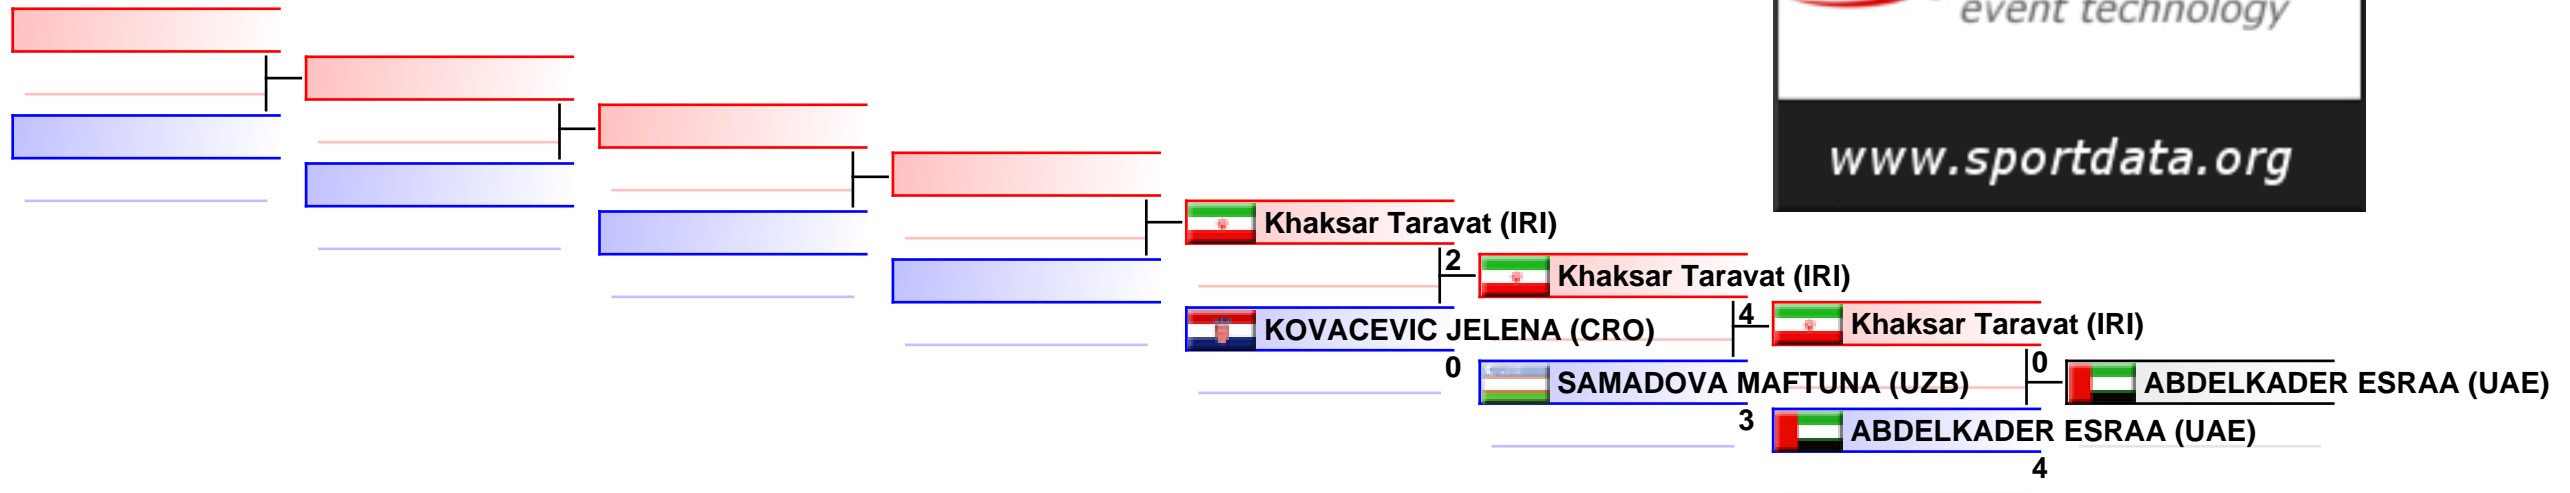 event technology
www.sportdata.org
Khaksar Taravat (IRI)
2
Khaksar Taravat (IRI)
KOVACEVIC JELENA (CRO)
0
4
Khaksar Taravat (IRI)
SAMADOVA MAFTUNA (UZB)
3
0
ABDELKADER ESRAA (UAE)
ABDELKADER ESRAA (UAE)
4